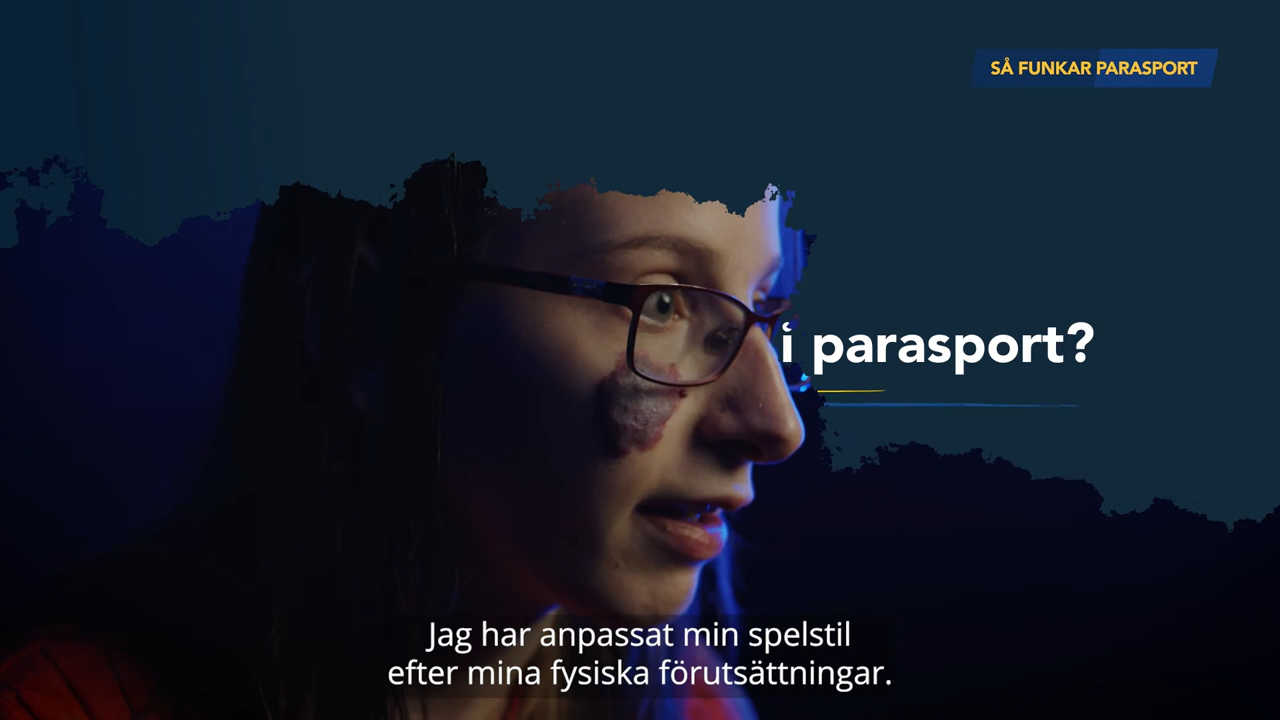 SÅ FUNKAR PARASPORT
i parasport?
Jag har anpassat min spelstil
efter mina fysiska förutsättningar.